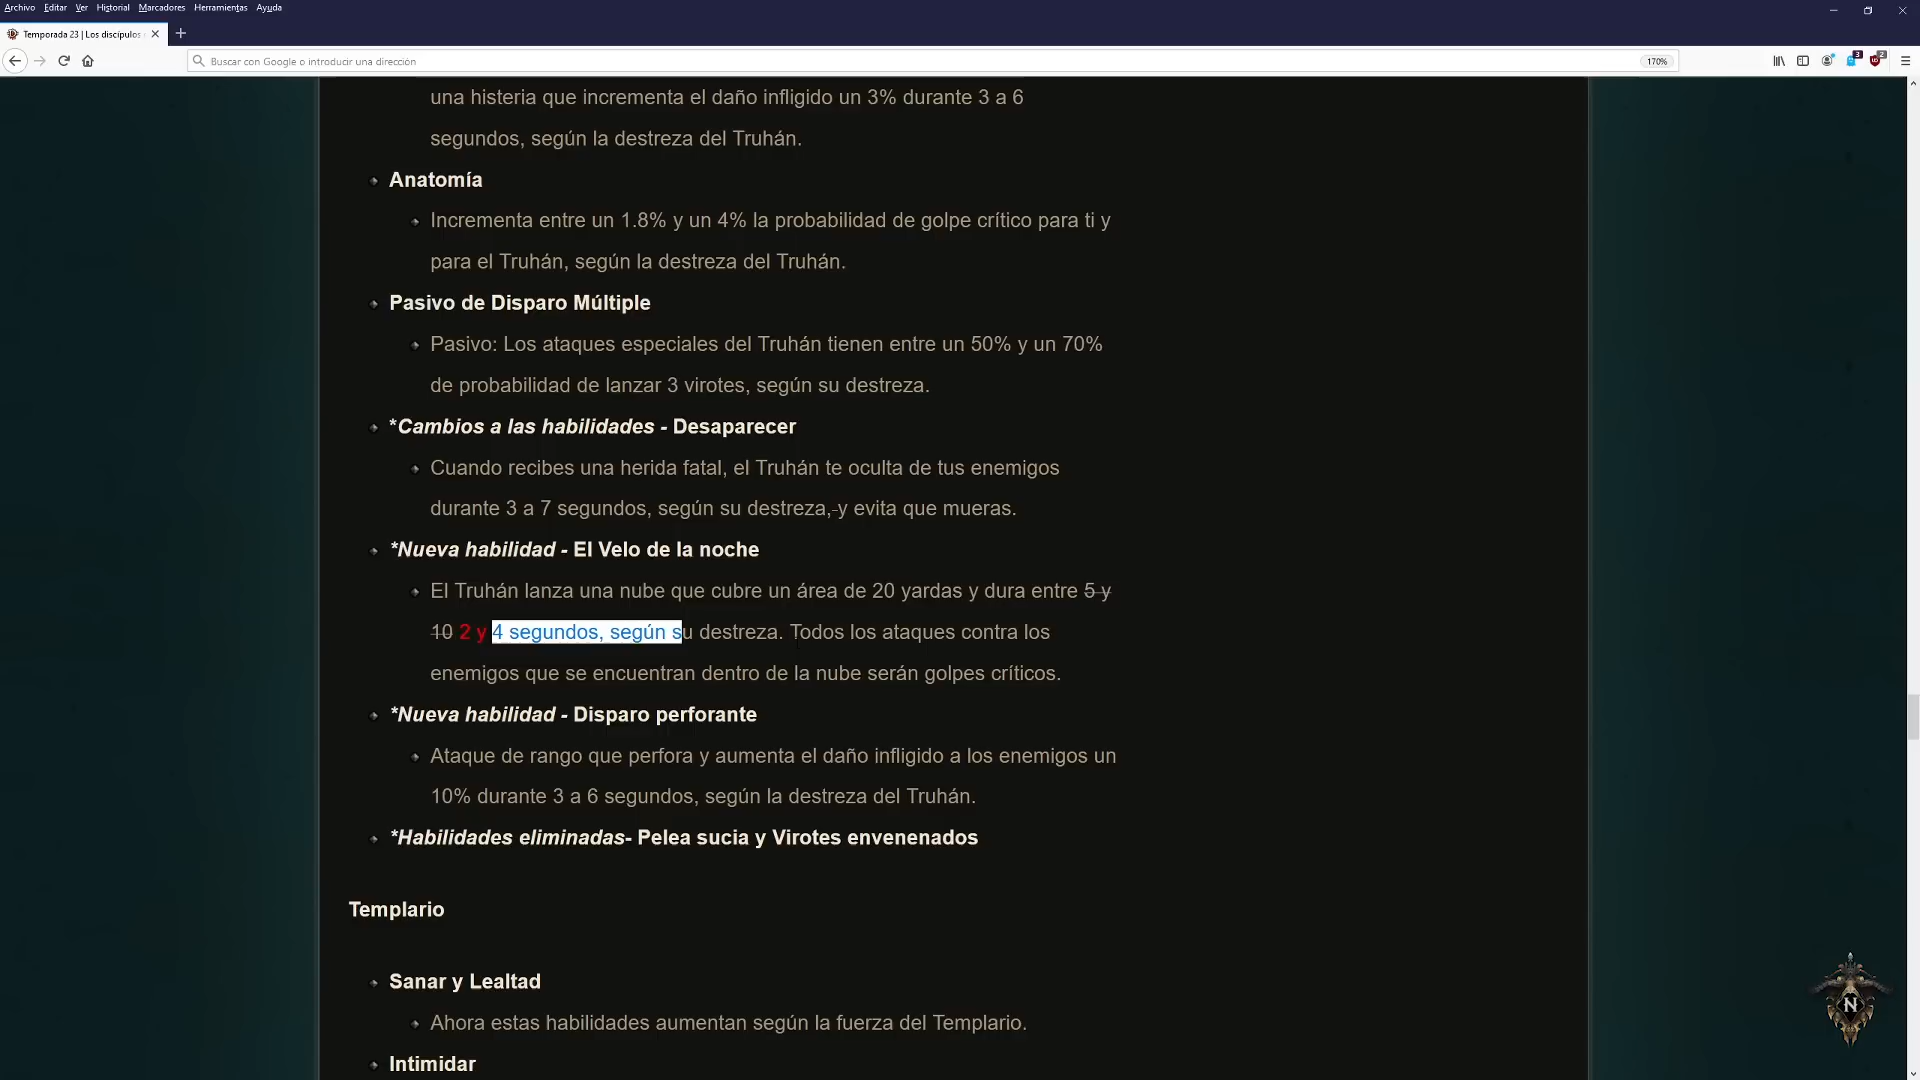 Archivo Editar Ver Historial Marcadores Herramientas Ayuda
Temporada 23 | Los discípulos
Buscar con Google o introducir una dirección
170%
3
2
una histeria que incrementa el daño infligido un 3% durante 3 a 6
segundos, según la destreza del Truhán.
Anatomía
Incrementa entre un 1.8% y un 4% la probabilidad de golpe crítico para ti y
para el Truhán, según la destreza del Truhán.
Pasivo de Disparo Múltiple
Pasivo: Los ataques especiales del Truhán tienen entre un 50% y un 70%
de probabilidad de lanzar 3 virotes, según su destreza.
*Cambios a las habilidades - Desaparecer
Cuando recibes una herida fatal, el Truhán te oculta de tus enemigos
durante 3 a 7 segundos, según su destreza, y evita que mueras.
*Nueva habilidad - El Velo de la noche
El Truhán lanza una nube que cubre un área de 20 yardas y dura entre 5 y
10 2 y 4 segundos, según su destreza. Todos los ataques contra los
enemigos que se encuentran dentro de la nube serán golpes críticos.
*Nueva habilidad - Disparo perforante
Ataque de rango que perfora y aumenta el daño infligido a los enemigos un
10% durante 3 a 6 segundos, según la destreza del Truhán.
*Habilidades eliminadas- Pelea sucia y Virotes envenenados
Templario
Sanar y Lealtad
Ahora estas habilidades aumentan según la fuerza del Templario.
Intimidar
N